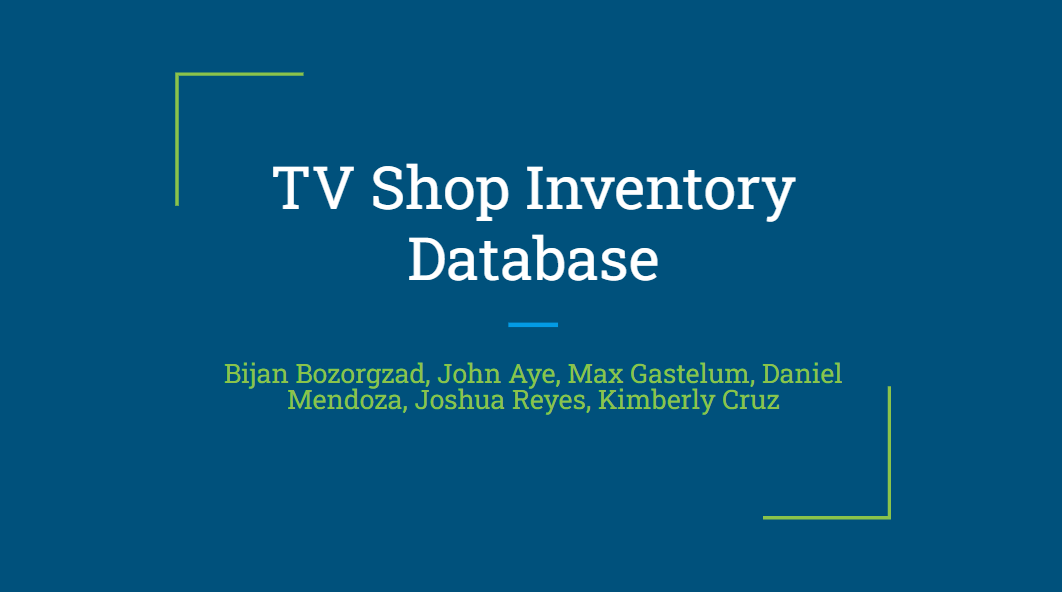 TV Shop Inventory
Database
Bijan Bozorgzad, John Aye, Max Gastelum, Daniel
Mendoza, Joshua Reyes, Kimberly Cruz